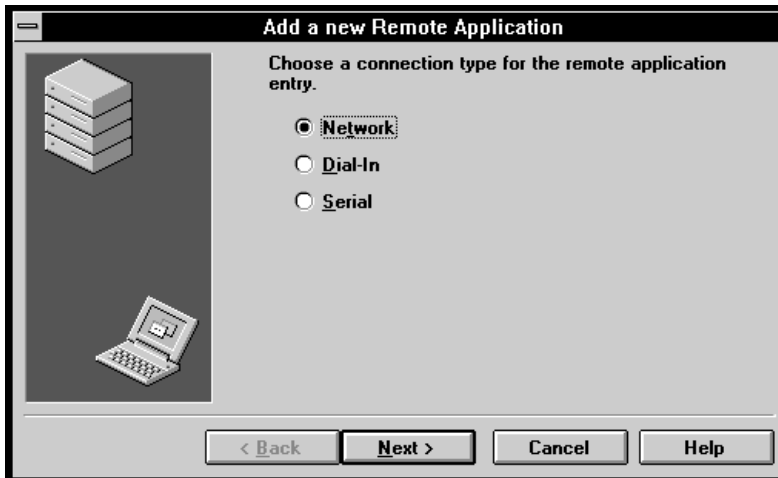 Add a new Remote Application
Choose a connection type for the remote application
entry.
Network
Dial-In
Serial
< Back
Next >
Cancel
Help